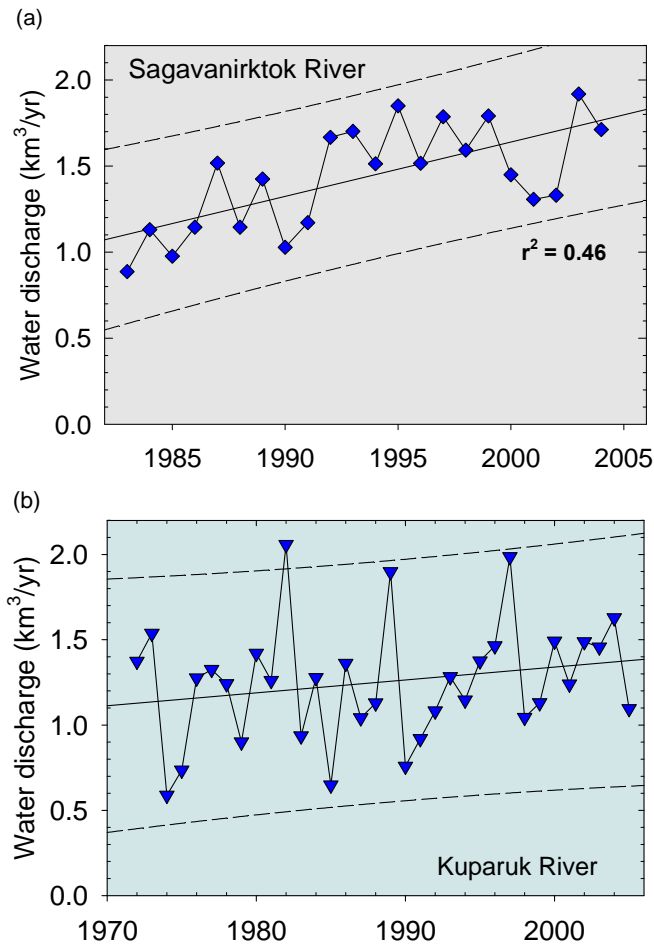 (a)
Sagavanirktok River
Water discharge (km³/yr)
2.0
1.5
1.0
0.5
0.0
r² = 0.46
1985 1990 1995 2000 2005
(b)
Water discharge (km³/yr)
2.0
1.5
1.0
0.5
0.0
Kuparuk River
1970 1980 1990 2000